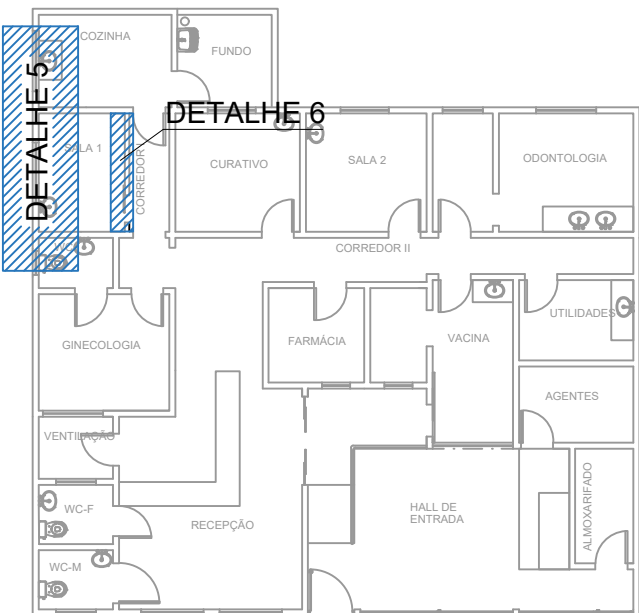 COZINHA
FUNDO
DETALHE 5
DETALHE 6
SALA 1
CORREDOR
CURATIVO
SALA 2
ODONTOLOGIA
WC
CORREDOR II
UTILIDADES
GINECOLOGIA
FARMÁCIA
VACINA
AGENTES
VENTILAÇÃO
WC-F
RECEPÇÃO
HALL DE
ENTRADA
ALMOXARIFADO
WC-M